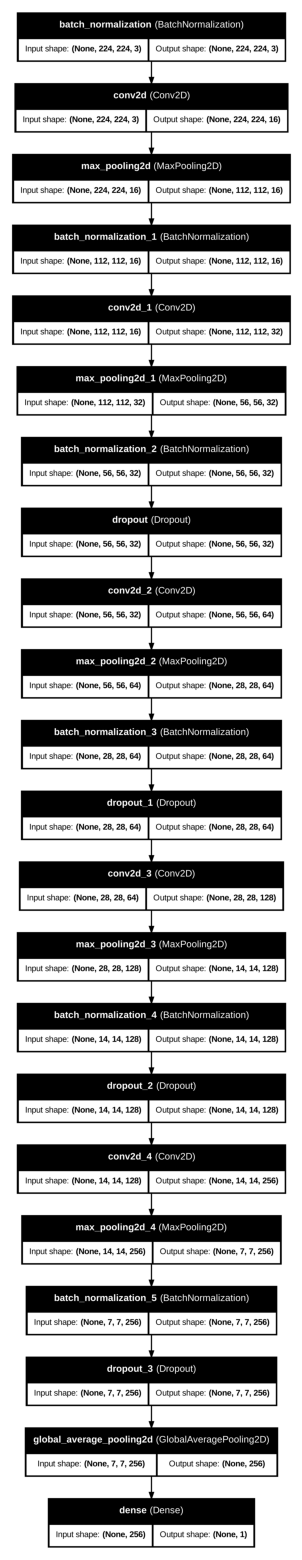 batch_normalization (BatchNormalization)
Input shape: (None, 224, 224, 3) Output shape: (None, 224, 224, 3)
conv2d (Conv2D)
Input shape: (None, 224, 224, 3) Output shape: (None, 224, 224, 16)
max_pooling2d (MaxPooling2D)
Input shape: (None, 224, 224, 16) Output shape: (None, 112, 112, 16)
batch_normalization_1 (BatchNormalization)
Input shape: (None, 112, 112, 16) Output shape: (None, 112, 112, 16)
conv2d_1 (Conv2D)
Input shape: (None, 112, 112, 16) Output shape: (None, 112, 112, 32)
max_pooling2d_1 (MaxPooling2D)
Input shape: (None, 112, 112, 32) Output shape: (None, 56, 56, 32)
batch_normalization_2 (BatchNormalization)
Input shape: (None, 56, 56, 32) Output shape: (None, 56, 56, 32)
dropout (Dropout)
Input shape: (None, 56, 56, 32) Output shape: (None, 56, 56, 32)
conv2d_2 (Conv2D)
Input shape: (None, 56, 56, 32) Output shape: (None, 56, 56, 64)
max_pooling2d_2 (MaxPooling2D)
Input shape: (None, 56, 56, 64) Output shape: (None, 28, 28, 64)
batch_normalization_3 (BatchNormalization)
Input shape: (None, 28, 28, 64) Output shape: (None, 28, 28, 64)
dropout_1 (Dropout)
Input shape: (None, 28, 28, 64) Output shape: (None, 28, 28, 64)
conv2d_3 (Conv2D)
Input shape: (None, 28, 28, 64) Output shape: (None, 28, 28, 128)
max_pooling2d_3 (MaxPooling2D)
Input shape: (None, 28, 28, 128) Output shape: (None, 14, 14, 128)
batch_normalization_4 (BatchNormalization)
Input shape: (None, 14, 14, 128) Output shape: (None, 14, 14, 128)
dropout_2 (Dropout)
Input shape: (None, 14, 14, 128) Output shape: (None, 14, 14, 128)
conv2d_4 (Conv2D)
Input shape: (None, 14, 14, 128) Output shape: (None, 14, 14, 256)
max_pooling2d_4 (MaxPooling2D)
Input shape: (None, 14, 14, 256) Output shape: (None, 7, 7, 256)
batch_normalization_5 (BatchNormalization)
Input shape: (None, 7, 7, 256) Output shape: (None, 7, 7, 256)
dropout_3 (Dropout)
Input shape: (None, 7, 7, 256) Output shape: (None, 7, 7, 256)
global_average_pooling2d (GlobalAveragePooling2D)
Input shape: (None, 7, 7, 256) Output shape: (None, 256)
dense (Dense)
Input shape: (None, 256) Output shape: (None, 1)